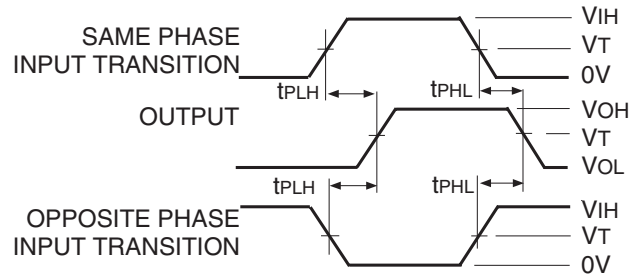 SAME PHASE
INPUT TRANSITION
VIH
VT
0V
tPLH
tPHL
OUTPUT
VOH
VT
VOL
tPLH
tPHL
OPPOSITE PHASE
INPUT TRANSITION
VIH
VT
0V